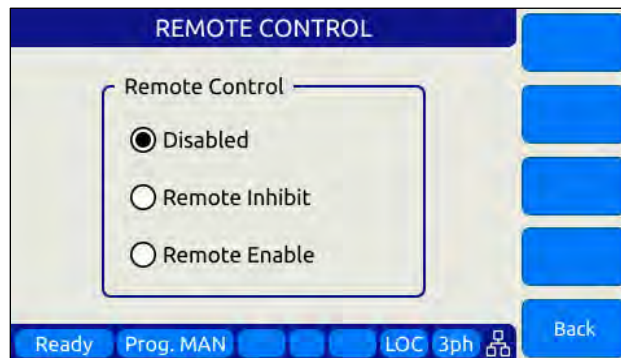 REMOTE CONTROL
Remote Control
Disabled
Remote Inhibit
Remote Enable
Back
Ready Prog. MAN LOC 3ph